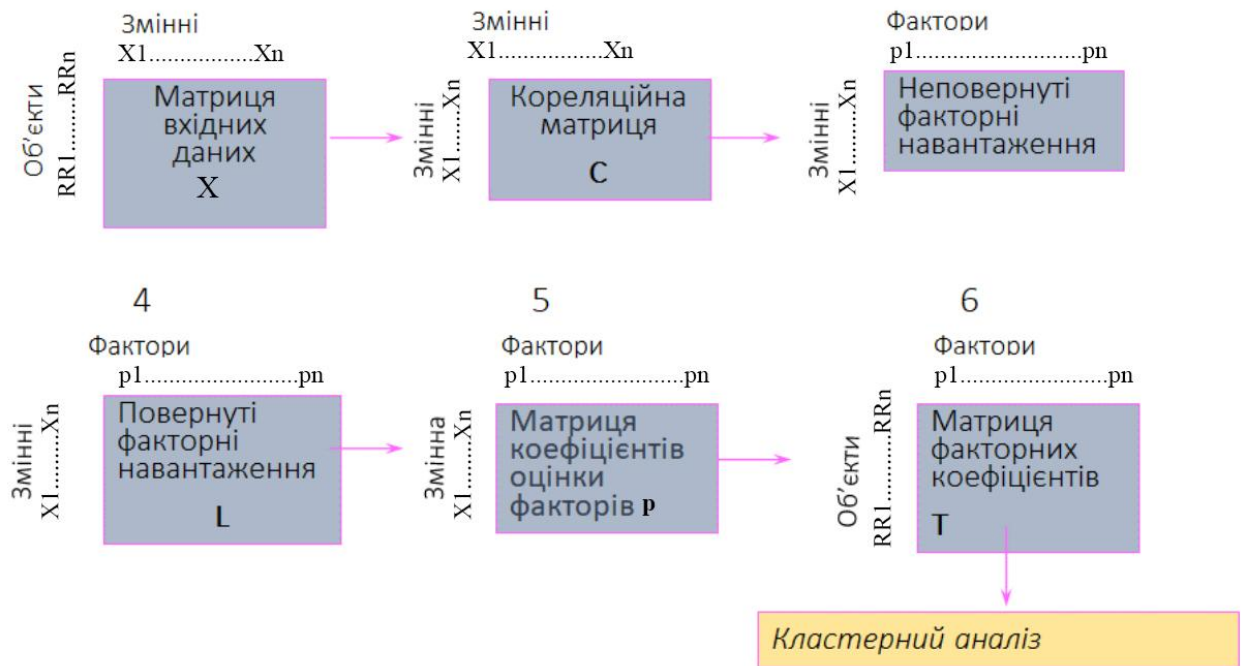 Змінні
X1..................Xn
Об’єкти
RR1..........RRn
Матриця
вхідних
даних
X
Змінні
X1..................Xn
Змінні
X1.......Xn
Кореляційна
матриця
C
Фактори
p1...........................pn
Змінні
X1.......Xn
Неповернуті
факторні
навантаження
4
Фактори
p1.........................pn
Змінні
X1.......Xn
Повернуті
факторні
навантаження
L
5
Фактори
p1.........................pn
Змінна
X1.......Xn
Матриця
коефіцієнтів
оцінки
факторів p
6
Фактори
p1.........................pn
Об’єкти
RR1..........RRn
Матриця
факторних
коефіцієнтів
T
Кластерний аналіз